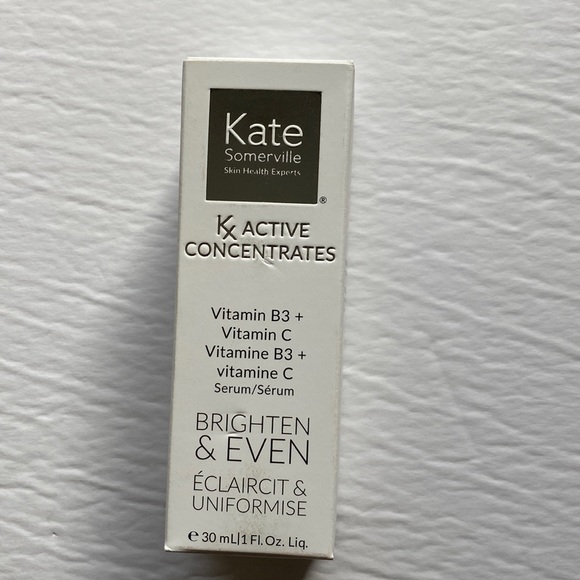 Kate
Somerville
Skin Health Experts
®
Kx ACTIVE
CONCENTRATES
Vitamin B3 +
Vitamin C
Vitamine B3 +
vitamine C
Serum/Sérum
BRIGHTEN
& EVEN
ÉCLAIRCIT &
UNIFORMISE
℮ 30 mL|1 Fl. Oz. Liq.